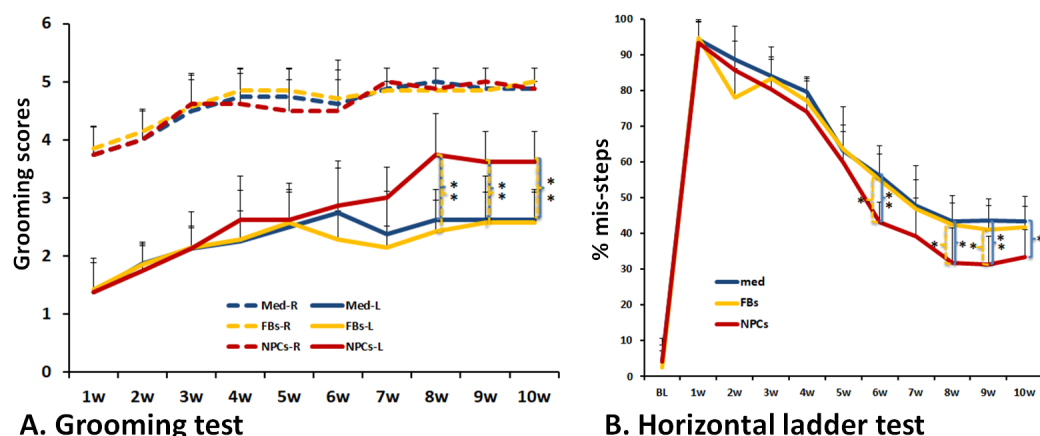 Grooming scores
6
5
4
3
2
1
0
**
**
**
Med-R Med-L
FBs-R FBs-L
NPCs-R NPCs-L
1w 2w 3w 4w 5w 6w 7w 8w 9w 10w
A. Grooming test
B.
% mis-steps
100
90
80
70
60
50
40
30
20
10
0
* **
* * * ** *
med
FBs
NPCs
BL 1w 2w 3w 4w 5w 6w 7w 8w 9w 10w
B. Horizontal ladder test